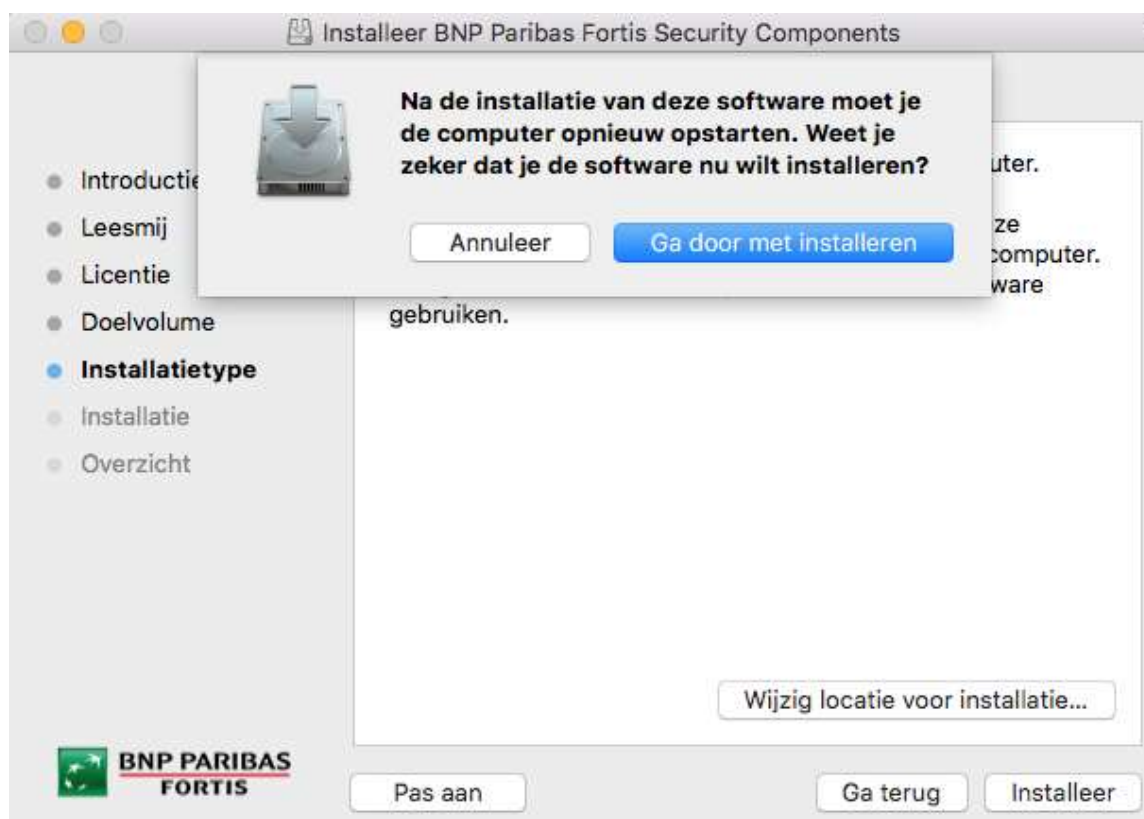 Installeer BNP Paribas Fortis Security Components
Na de installatie van deze software moet je
de computer opnieuw opstarten. Weet je
zeker dat je de software nu wilt installeren?
Annuleer
Ga door met installeren
Introductie
Leesmij
Licentie
Doelvolume
Installatietype
Installatie
Overzicht
ze
computer.
gebruiken.
Wijzig locatie voor installatie...
BNP PARIBAS
FORTIS
Pas aan
Ga terug
Installeer